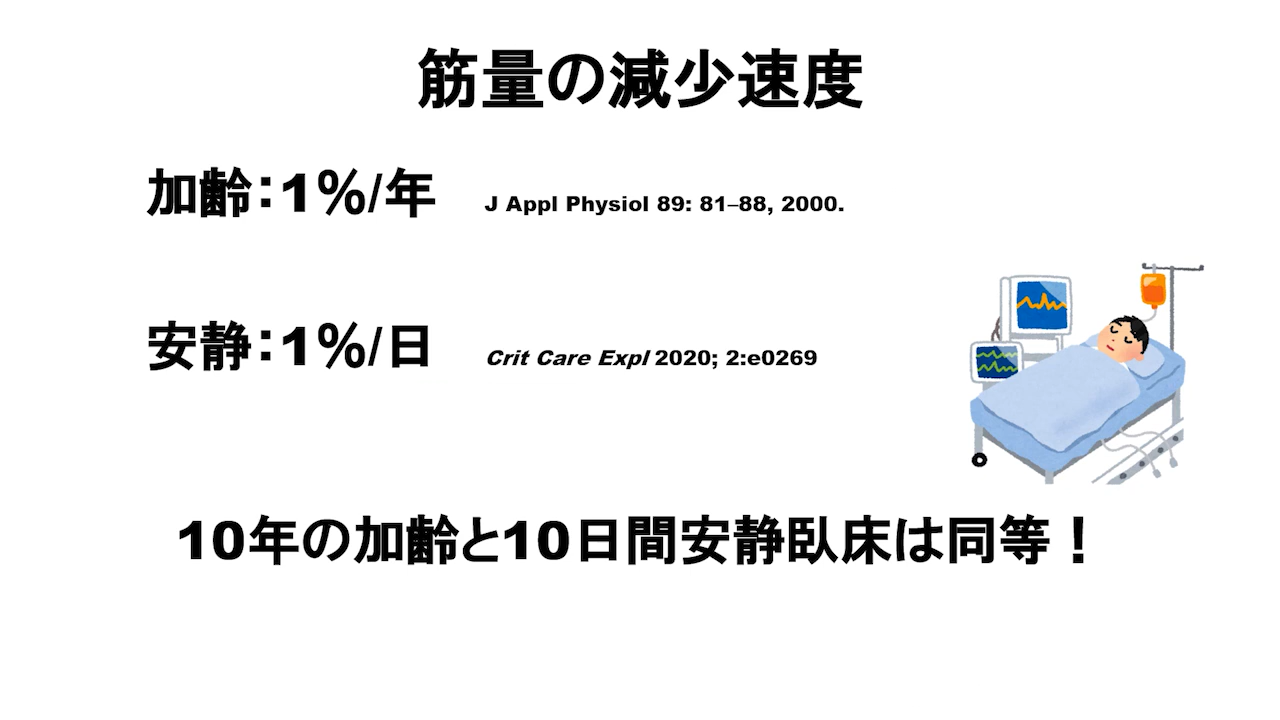 筋量の減少速度
加齢：1％/年 J Appl Physiol 89: 81–88, 2000.
安静：1％/日 Crit Care Expl 2020; 2:e0269
10年の加齢と10日間安静臥床は同等！